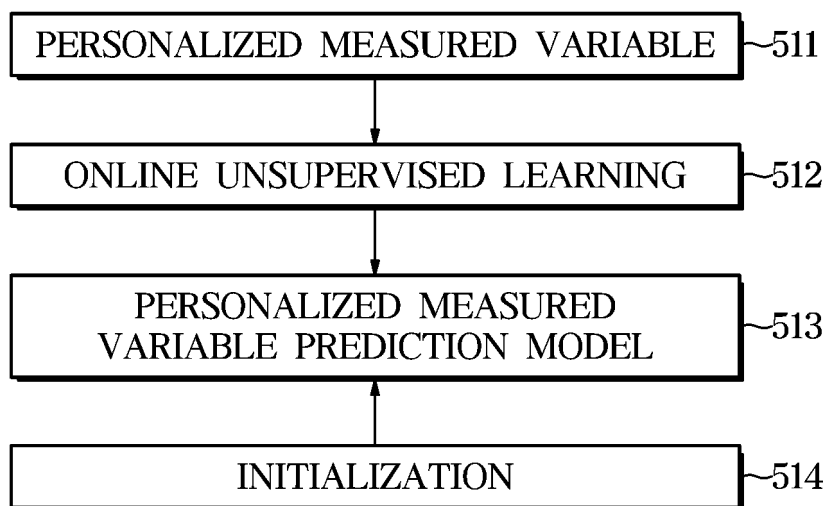 PERSONALIZED MEASURED VARIABLE 511
ONLINE UNSUPERVISED LEARNING 512
PERSONALIZED MEASURED
VARIABLE PREDICTION MODEL 513
INITIALIZATION 514